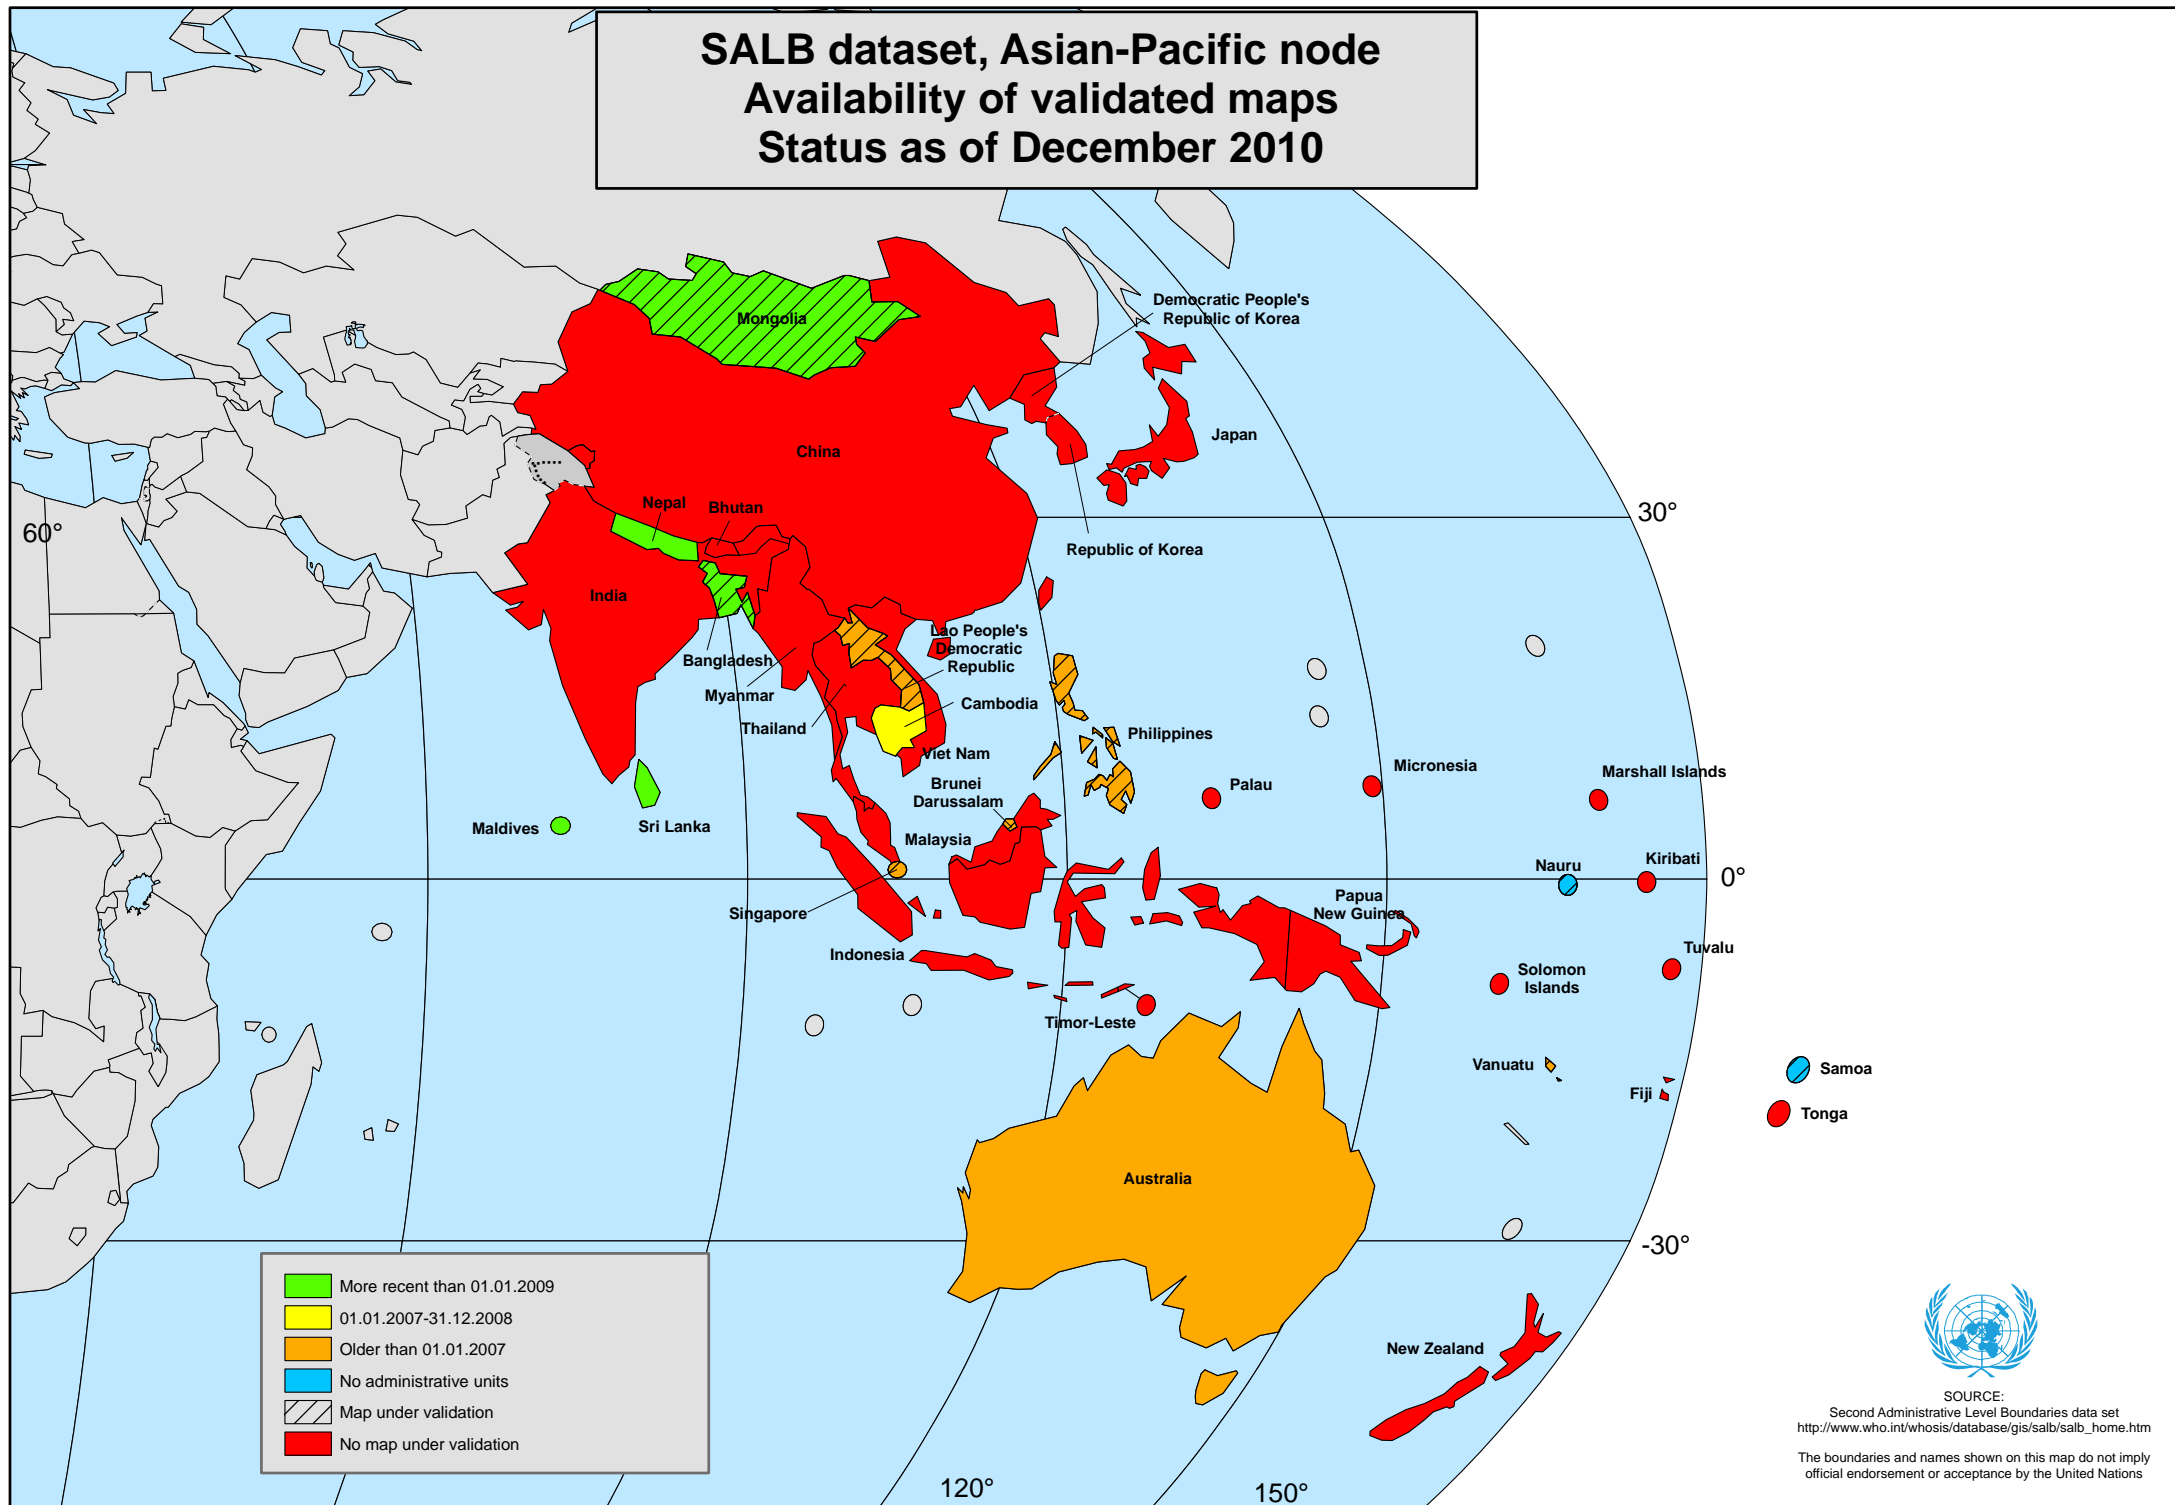 SALB dataset, Asian-Pacific node
Availability of validated maps
Status as of December 2010
Democratic People's
Republic of Korea
Mongolia
Japan
China
Nepal
Bhutan
30°
60°
Republic of Korea
India
Lao People's
Democratic
Republic
Bangladesh
Myanmar
Cambodia
Thailand
Philippines
Viet Nam
Micronesia
Marshall Islands
Brunei
Darussalam
Palau
Maldives
Sri Lanka
Malaysia
Nauru
Kiribati
0°
Papua
New Guinea
Singapore
Indonesia
Tuvalu
Solomon
Islands
Timor-Leste
Vanuatu
Samoa
Fiji
Tonga
Australia
-30°
More recent than 01.01.2009
01.01.2007-31.12.2008
Older than 01.01.2007
No administrative units
Map under validation
No map under validation
New Zealand
SOURCE:
Second Administrative Level Boundaries data set
http://www.who.int/whosis/database/gis/salb/salb_home.htm
The boundaries and names shown on this map do not imply
official endorsement or acceptance by the United Nations
120°
150°